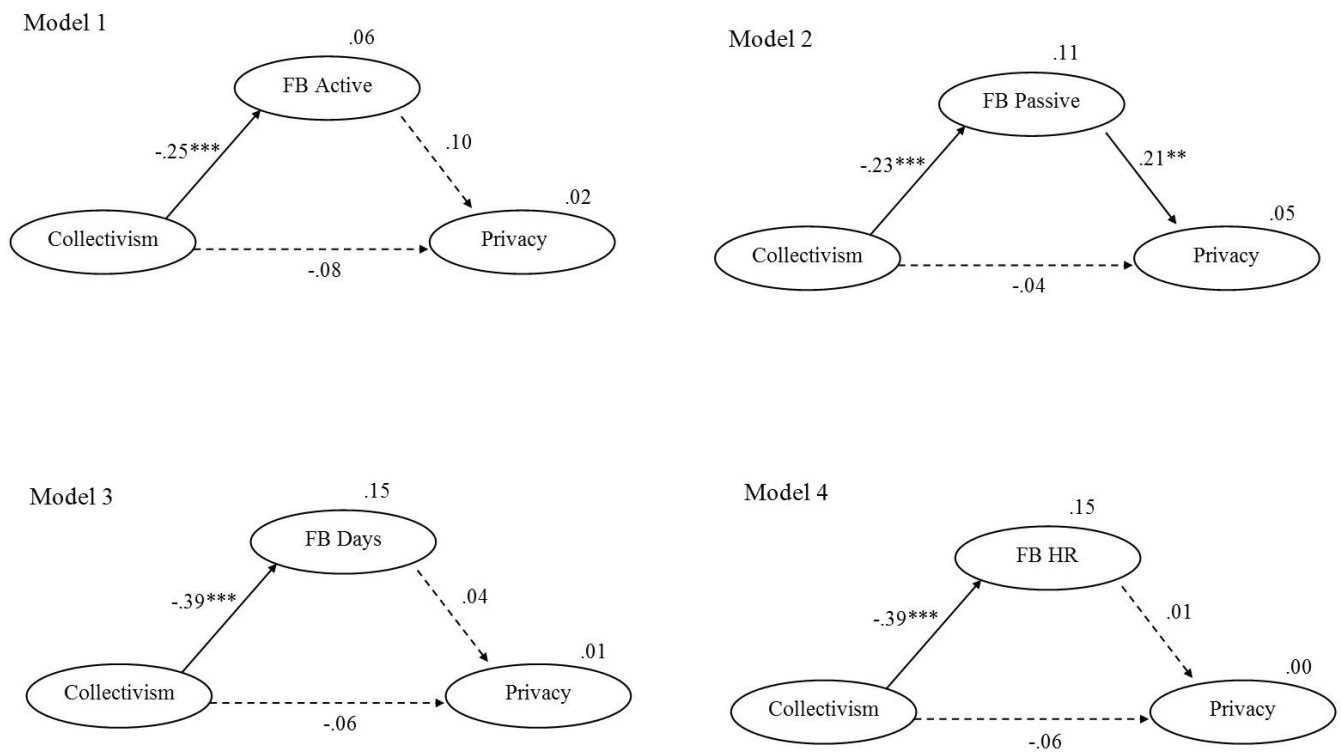 Model 1
.06
FB Active
-.25***
.10
.02
Collectivism
Privacy
-.08
Model 2
.11
FB Passive
-.23***
.21**
.05
Collectivism
Privacy
-.04
Model 3
.15
FB Days
-.39***
.04
.01
Collectivism
Privacy
-.06
Model 4
.15
FB HR
-.39***
.01
.00
Collectivism
Privacy
-.06